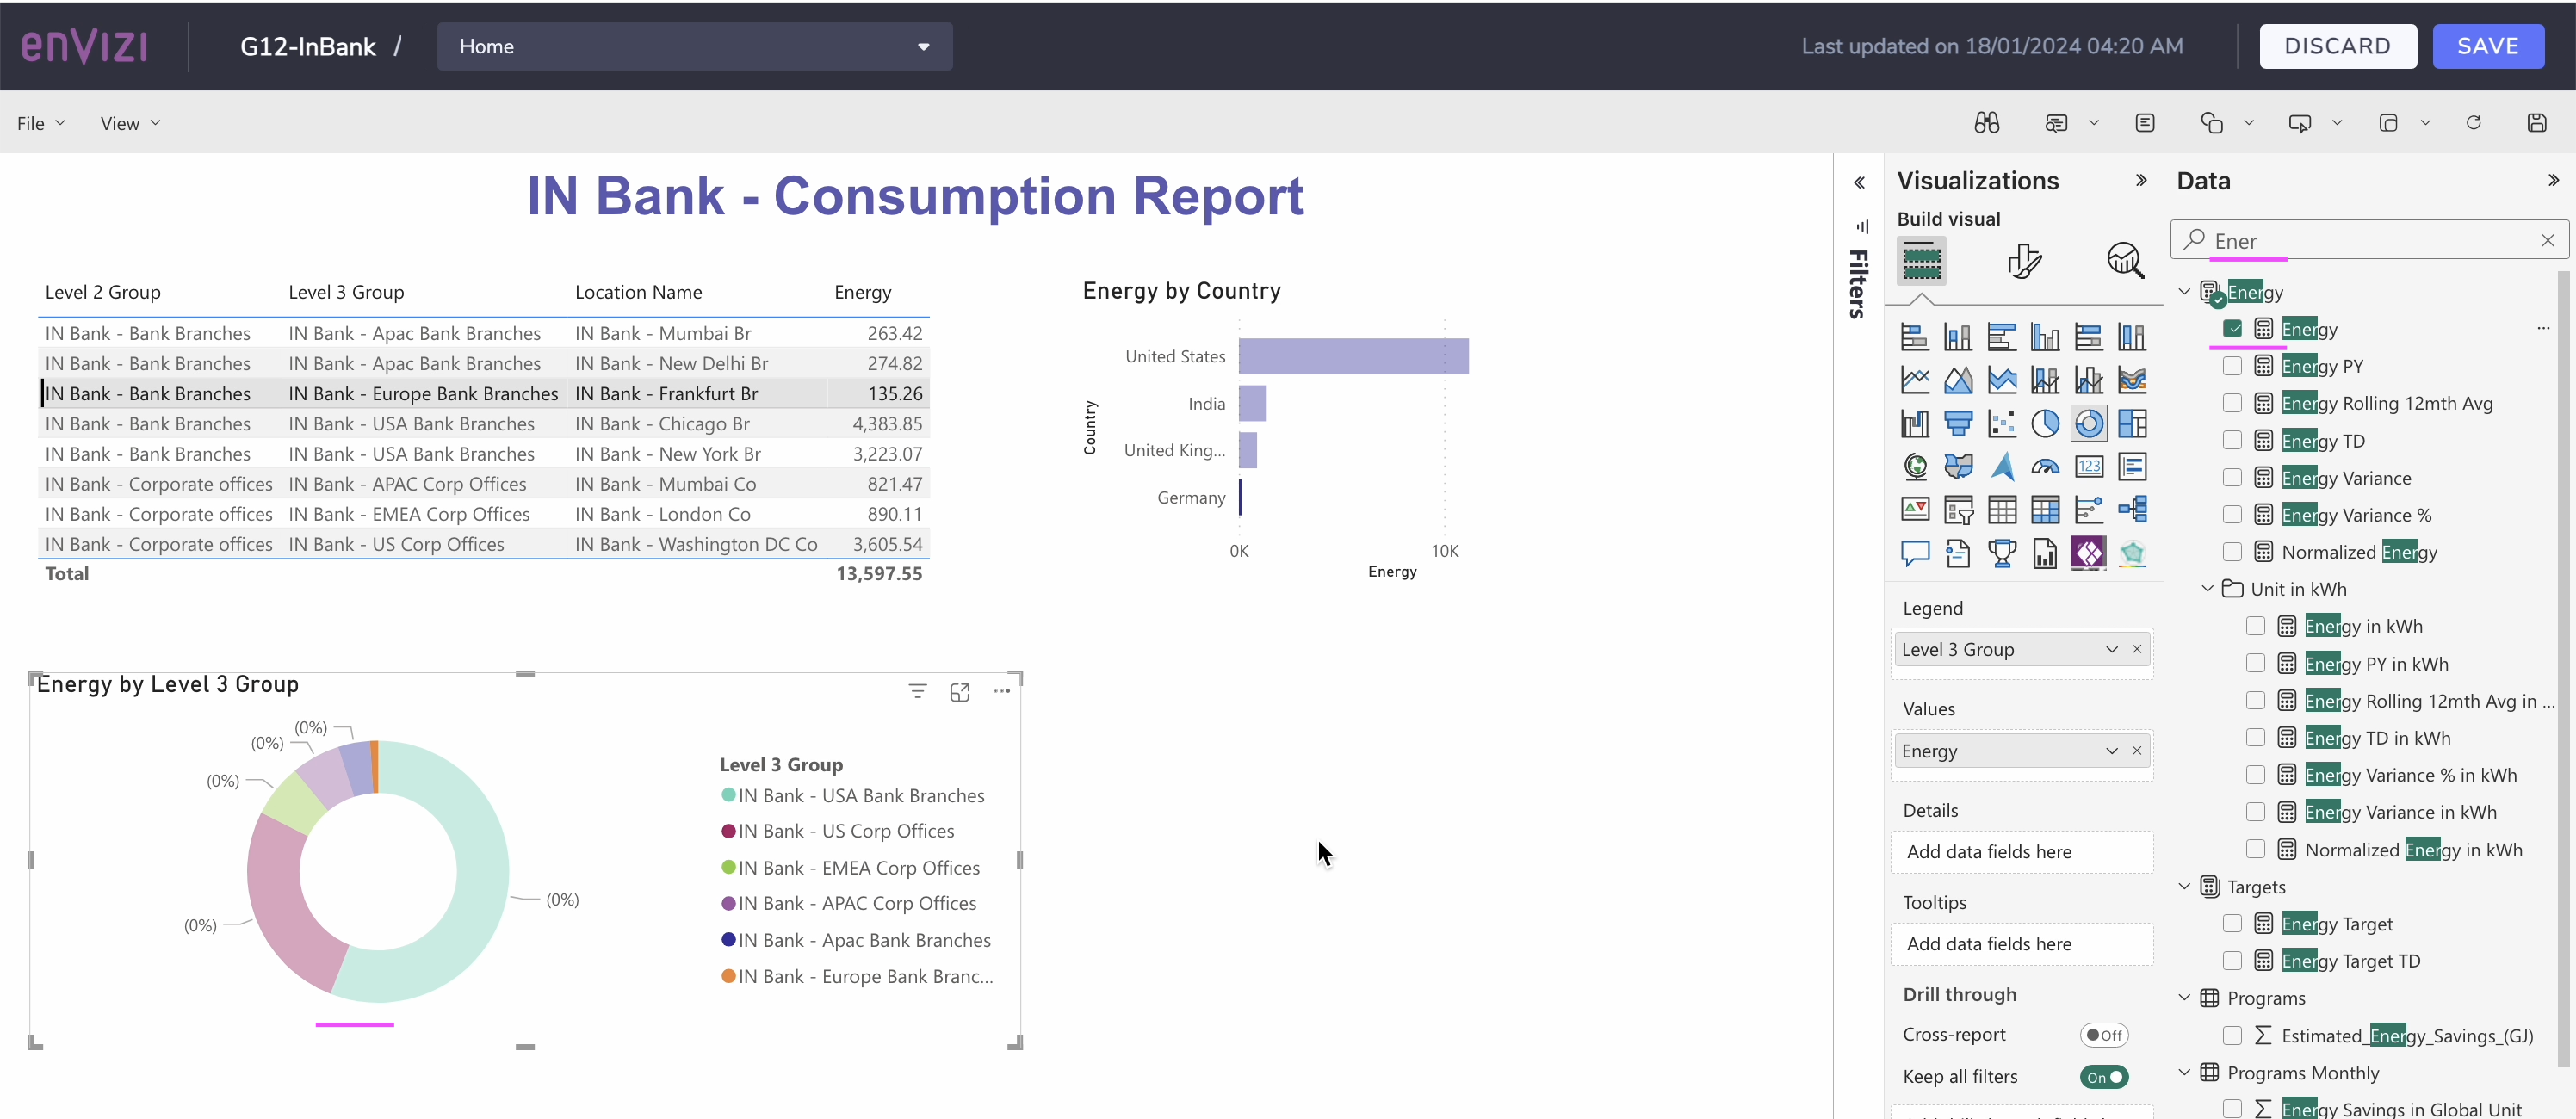 enVIZI G12-InBank / Home Last updated on 18/01/2024 04:20 AM DISCARD SAVE
File View
IN Bank - Consumption Report
Level 2 Group Level 3 Group Location Name Energy
IN Bank - Bank Branches IN Bank - Apac Bank Branches IN Bank - Mumbai Br 263.42
IN Bank - Bank Branches IN Bank - Apac Bank Branches IN Bank - New Delhi Br 274.82
IN Bank - Bank Branches IN Bank - Europe Bank Branches IN Bank - Frankfurt Br 135.26
IN Bank - Bank Branches IN Bank - USA Bank Branches IN Bank - Chicago Br 4,383.85
IN Bank - Bank Branches IN Bank - USA Bank Branches IN Bank - New York Br 3,223.07
IN Bank - Corporate offices IN Bank - APAC Corp Offices IN Bank - Mumbai Co 821.47
IN Bank - Corporate offices IN Bank - EMEA Corp Offices IN Bank - London Co 890.11
IN Bank - Corporate offices IN Bank - US Corp Offices IN Bank - Washington DC Co 3,605.54
Total 13,597.55
Energy by Country
Country
United States
India
United King...
Germany
0K 10K
Energy
Energy by Level 3 Group
(0%)
(0%)
(0%)
(0%)
(0%)
Level 3 Group
IN Bank - USA Bank Branches
IN Bank - US Corp Offices
IN Bank - EMEA Corp Offices
IN Bank - APAC Corp Offices
IN Bank - Apac Bank Branches
IN Bank - Europe Bank Branc...
Filters
Visualizations
Build visual
123
Legend
Level 3 Group
Values
Energy
Details
Add data fields here
Tooltips
Add data fields here
Drill through
Cross-report Off
Keep all filters On
Data
Ener
Energy
Energy
Energy PY
Energy Rolling 12mth Avg
Energy TD
Energy Variance
Energy Variance %
Normalized Energy
Unit in kWh
Energy in kWh
Energy PY in kWh
Energy Rolling 12mth Avg in ...
Energy TD in kWh
Energy Variance % in kWh
Energy Variance in kWh
Normalized Energy in kWh
Targets
Energy Target
Energy Target TD
Programs
Estimated_Energy_Savings_(GJ)
Programs Monthly
Energy Savings in Global Unit